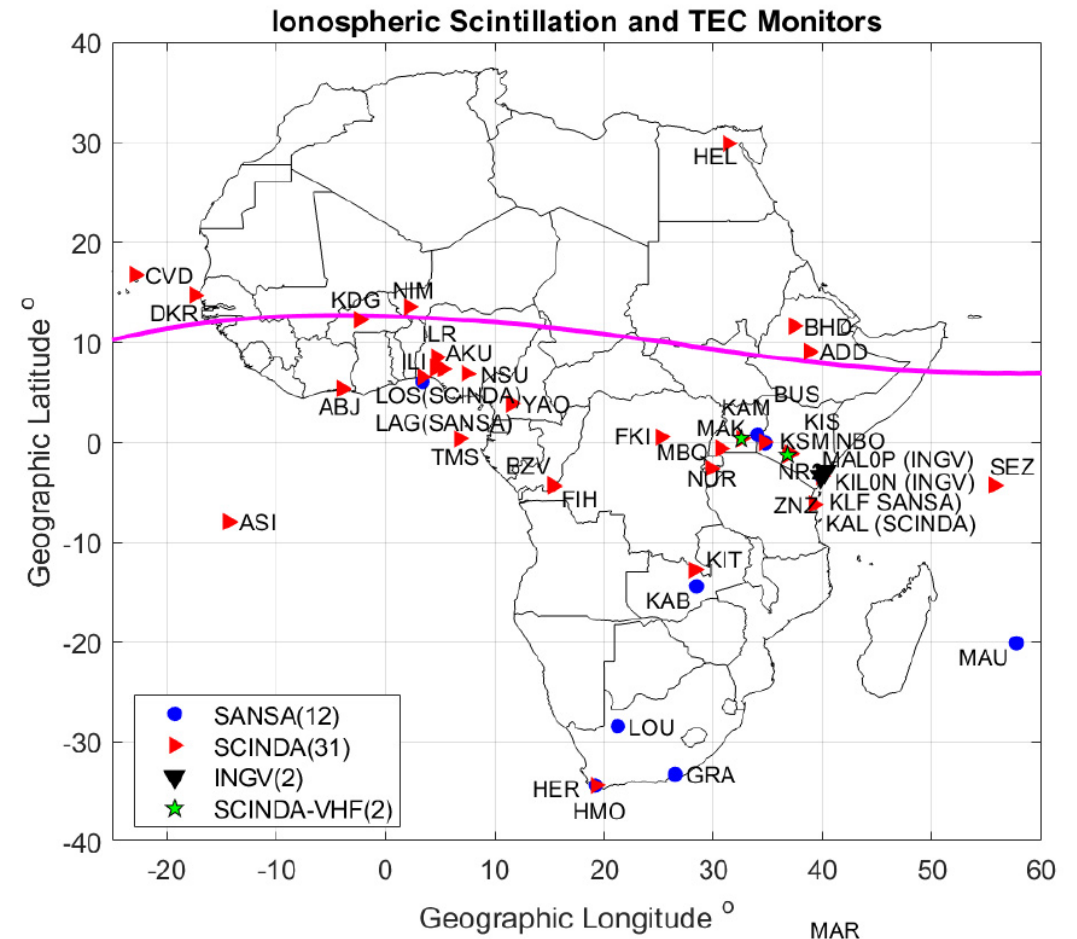 Ionospheric Scintillation and TEC Monitors
40
30
20
10
0
-10
-20
-30
-40
Geographic Latitude °
HEL
CVD
DKR
KDG
NIM
BHD
ADD
ILR
ILI
AKU
NSU
ABJ
LOS(SCINDA)
YAO
LAG(SANSA)
TMS
BUS
KAM
KIS
FKI
MAK
KSM
NBO
MBO
NUR
MAL0P (INGV)
SEZ
BZV
FIH
KIL0N (INGV)
ZNZ
KLF SANSA)
KAL (SCINDA)
ASI
KIT
KAB
MAU
LOU
HER
GRA
HMO
SANSA(12)
SCINDA(31)
INGV(2)
SCINDA-VHF(2)
-20 -10 0 10 20 30 40 50 60
Geographic Longitude °
MAR